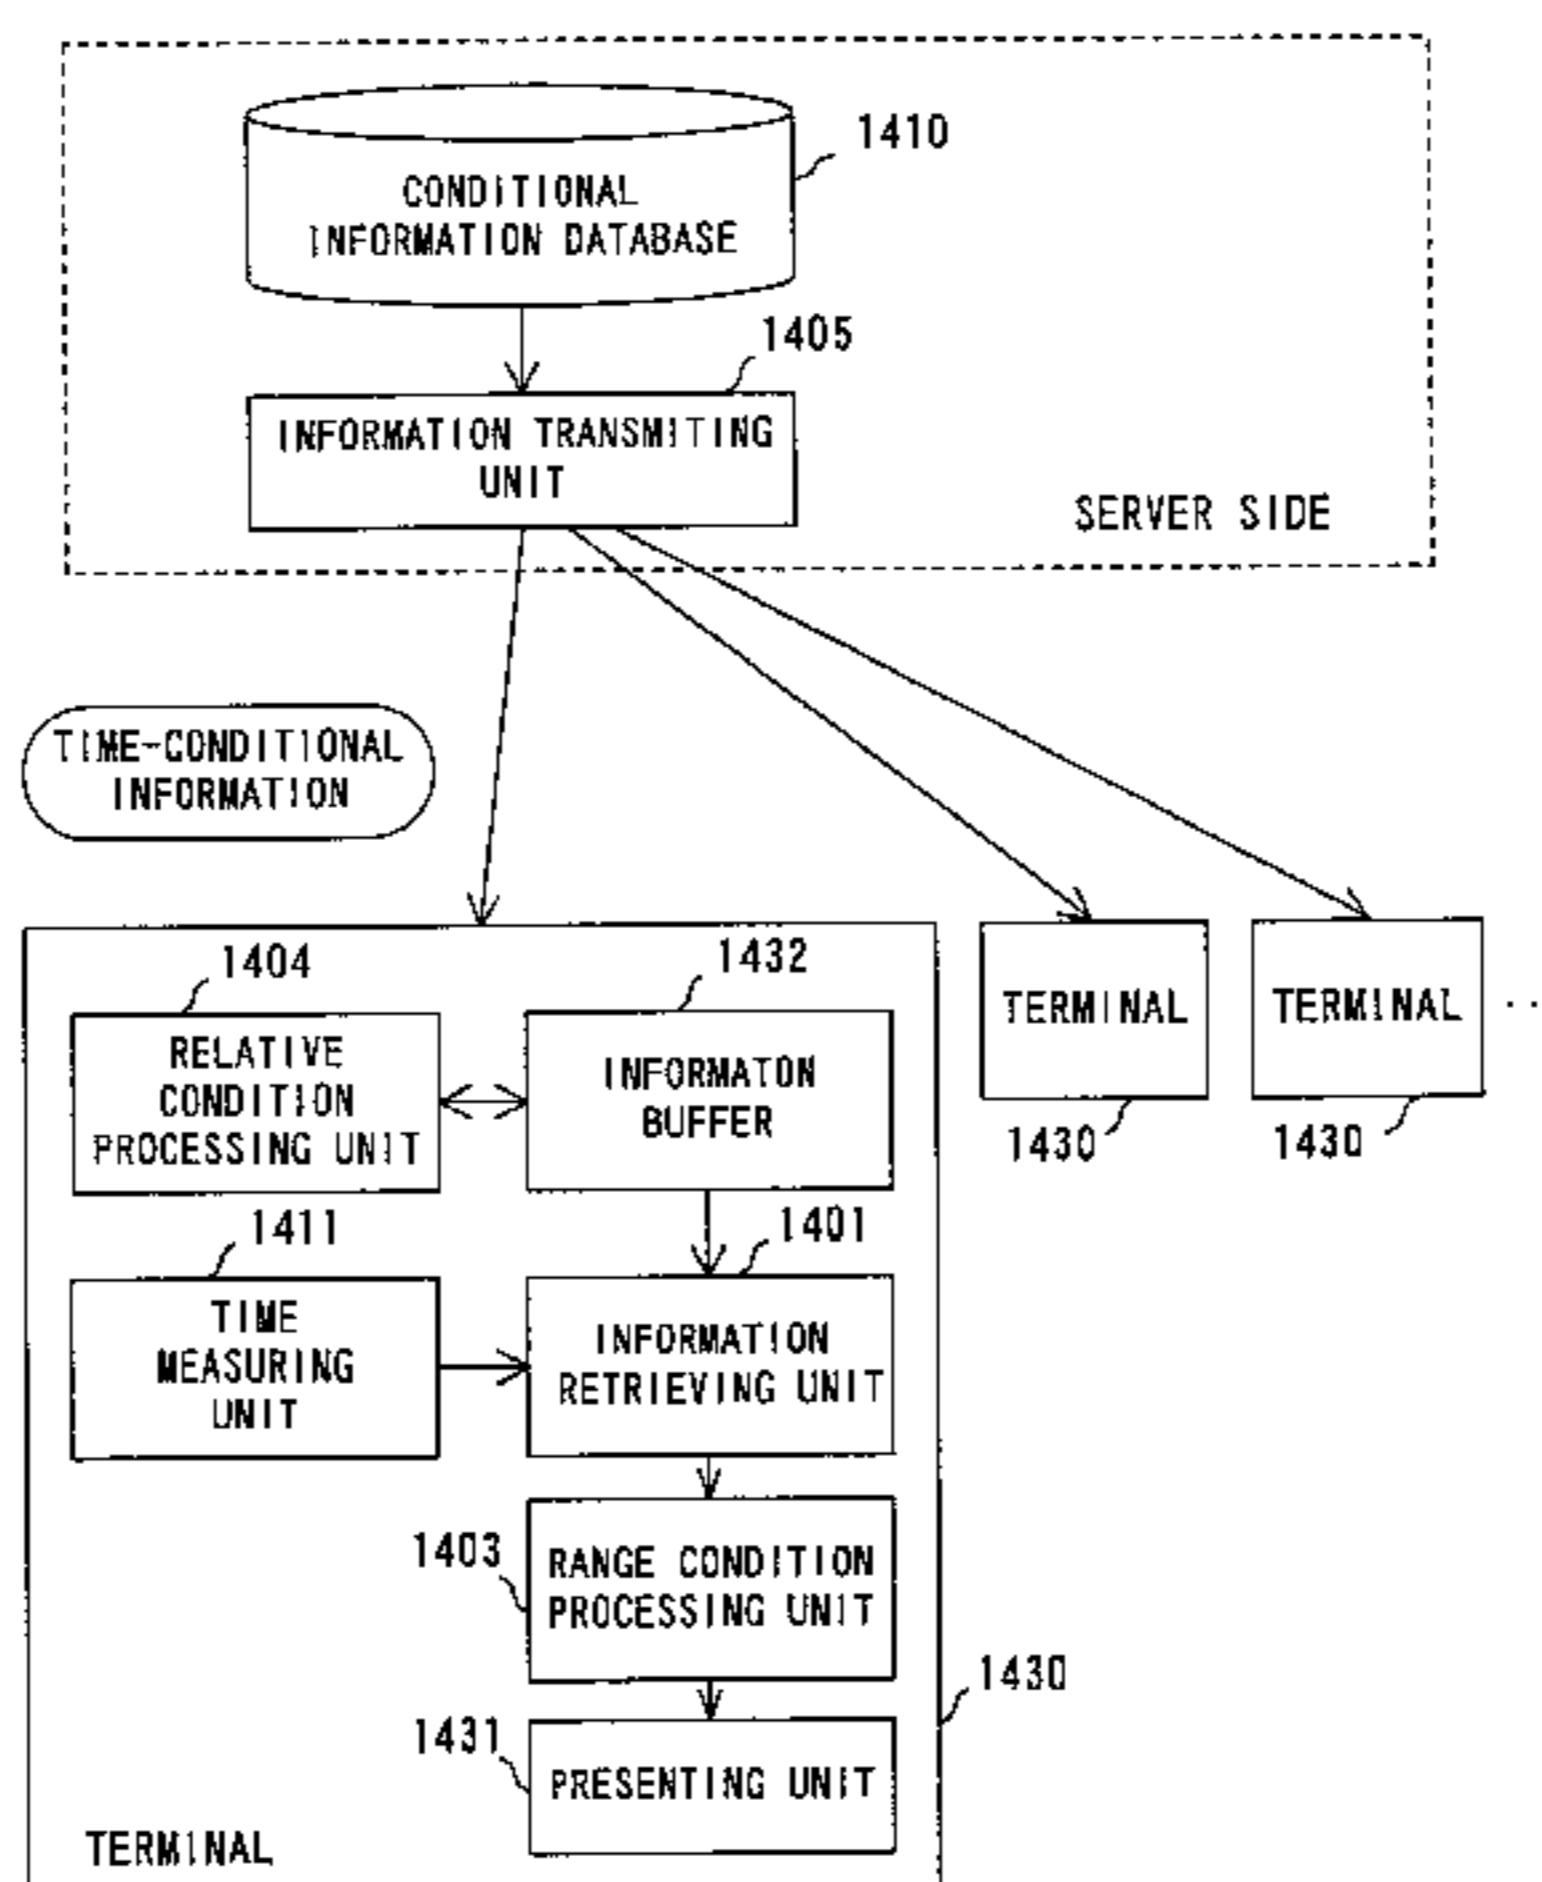 1410
CONDITIONAL
INFORMATION DATABASE
1405
INFORMATION TRANSMITING
UNIT
SERVER SIDE
TIME-CONDITIONAL
INFORMATION
1404
1432
RELATIVE
CONDITION
PROCESSING UNIT
INFORMATON
BUFFER
TERMINAL
TERMINAL
..
1430
1430
1411
1401
TIME
MEASURING
UNIT
INFORMATION
RETRIEVING UNIT
1403
RANGE CONDITION
PROCESSING UNIT
1430
1431
PRESENTING UNIT
TERMINAL